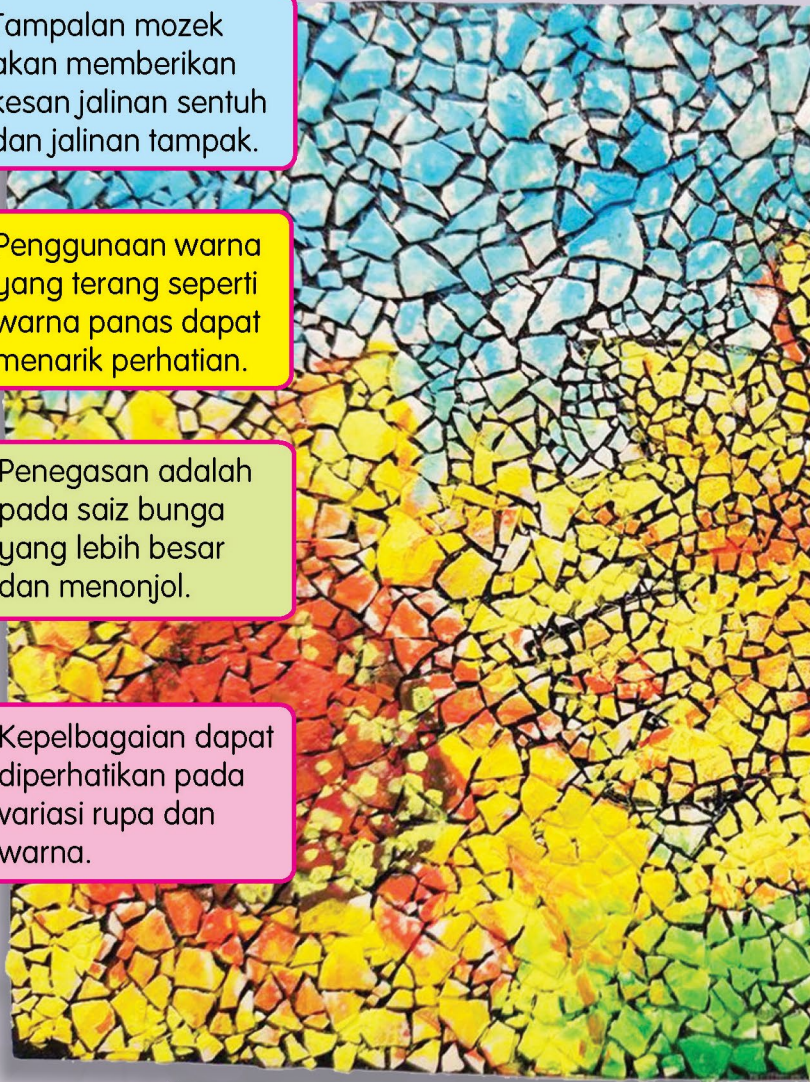 Tampalan mozek
akan memberikan
kesan jalinan sentuh
dan jalinan tampak.
Penggunaan warna
yang terang seperti
warna panas dapat
menarik perhatian.
Penegasan adalah
pada saiz bunga
yang lebih besar
dan menonjol.
Kepelbagaian dapat
diperhatikan pada
variasi rupa dan
warna.